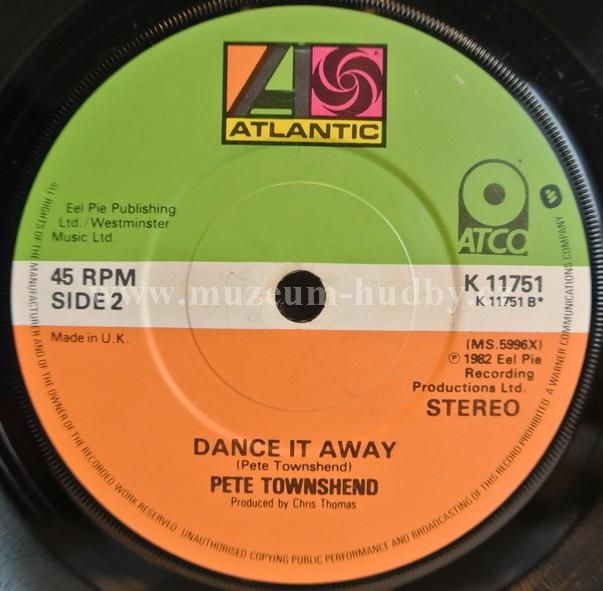 ATLANTIC
ATCO
Eel Pie Publishing
Ltd./Westminster
Music Ltd.
45 RPM
SIDE 2
K 11751
K 11751 B*
www.muzeum-hudby.
Made in U.K.
(MS.5996X)
℗ 1982 Eel Pie
Recording
Productions Ltd.
STEREO
DANCE IT AWAY
(Pete Townshend)
PETE TOWNSHEND
Produced by Chris Thomas
ALL RIGHTS OF THE MANUFACTURER AND OF THE OWNER OF THE RECORDED WORK RESERVED. UNAUTHORISED COPYING PUBLIC PERFORMANCE AND BROADCASTING OF THIS RECORD PROHIBITED. A WARNER COMMUNICATIONS COMPANY